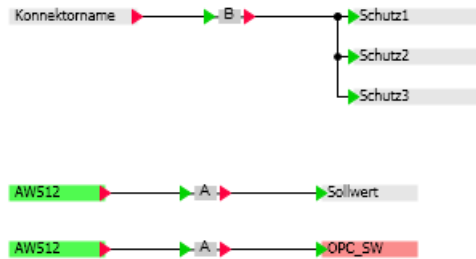 Konnektorname B Schutz1
Schutz2
Schutz3
AW512 A Sollwert
AW512 A OPC_SW